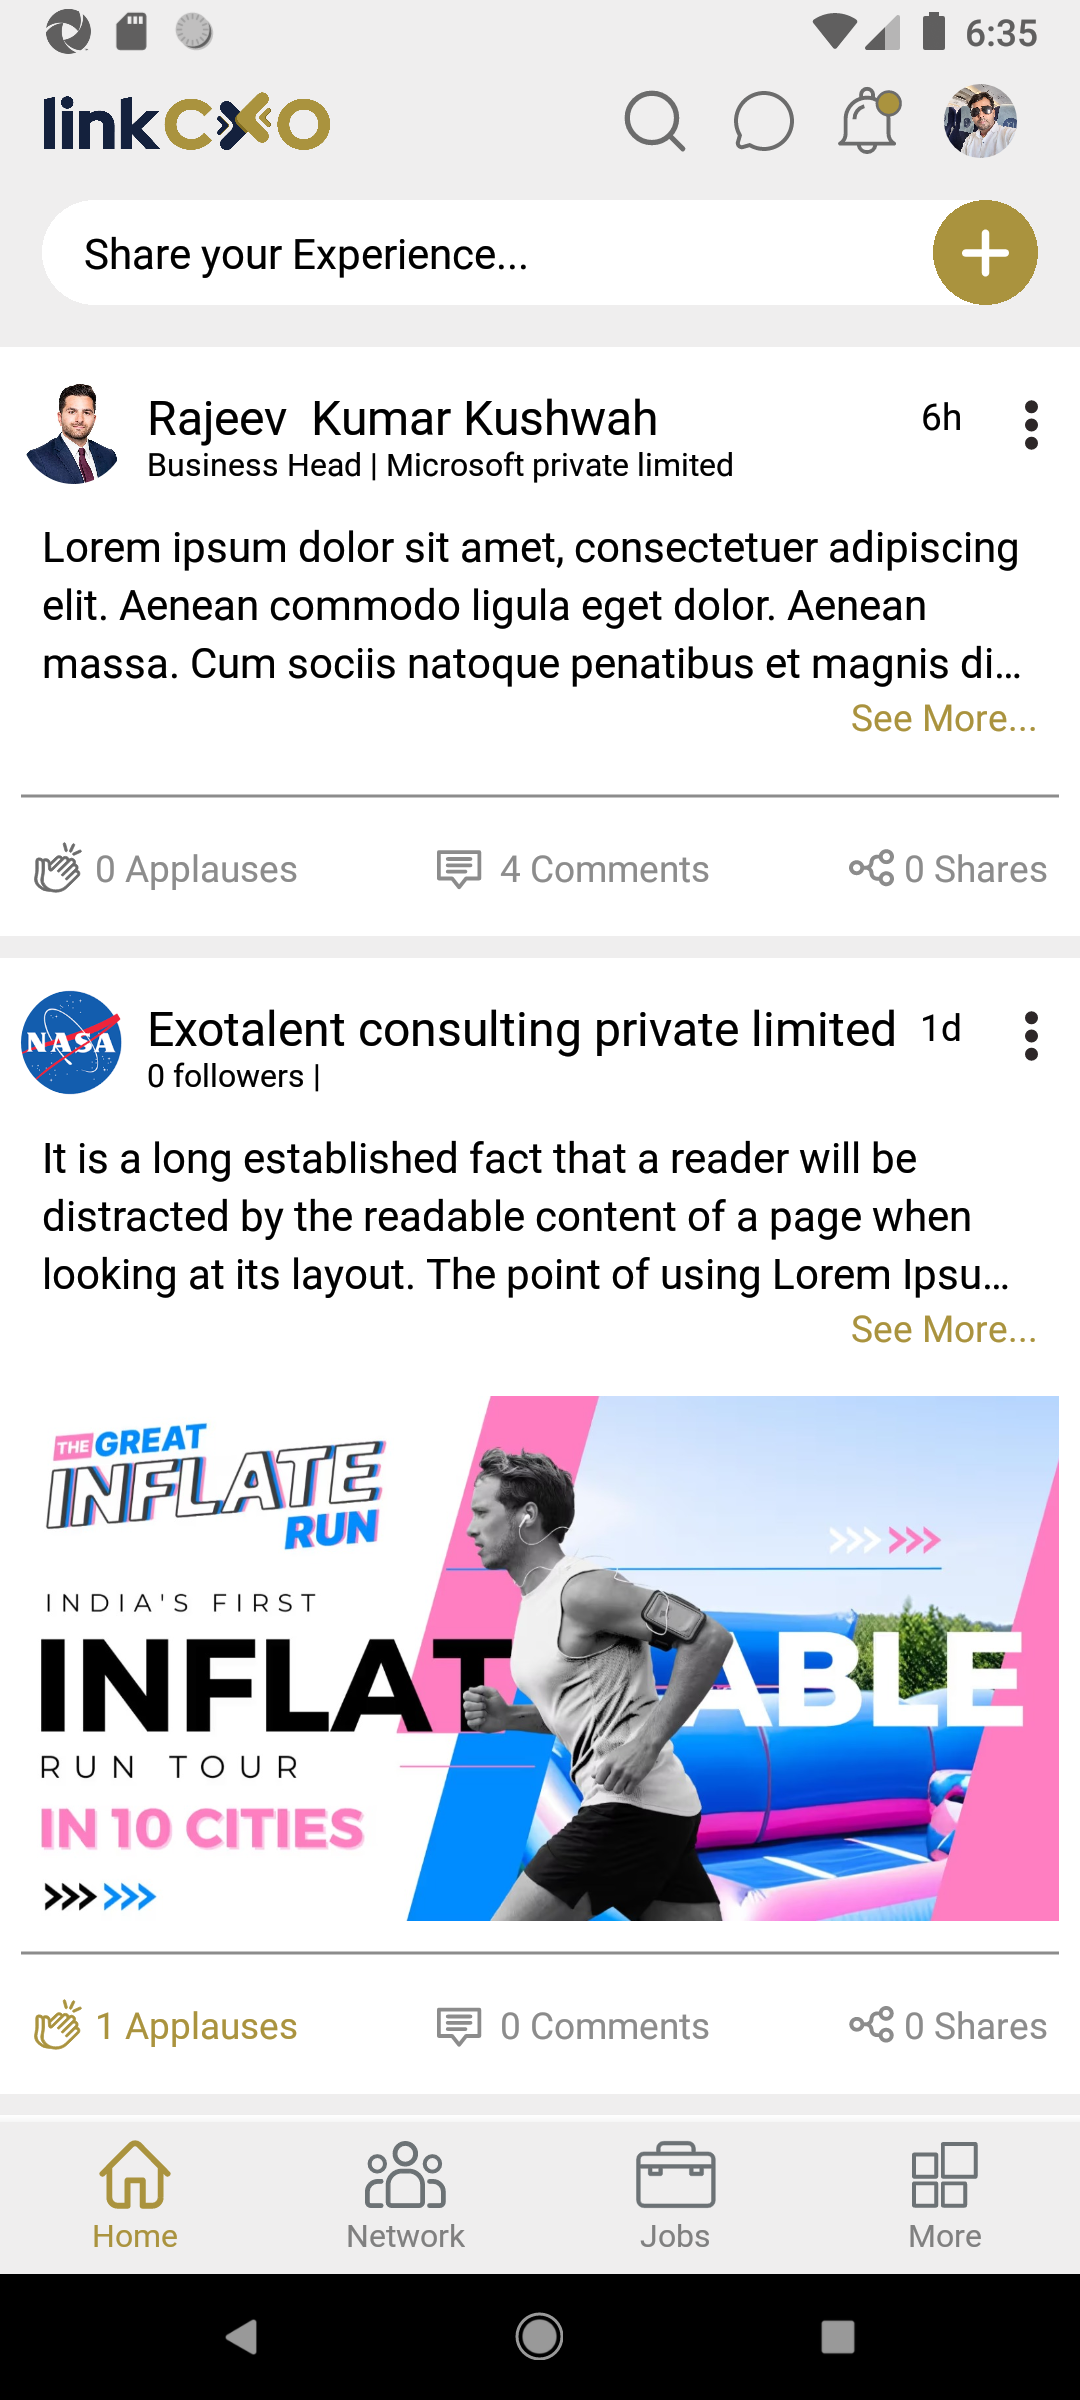 6:35
linkCXO
Share your Experience...
Rajeev  Kumar Kushwah
6h
Business Head | Microsoft private limited
Lorem ipsum dolor sit amet, consectetuer adipiscing
elit. Aenean commodo ligula eget dolor. Aenean
massa. Cum sociis natoque penatibus et magnis di...
See More...
0 Applauses
4 Comments
0 Shares
NASA
Exotalent consulting private limited
1d
0 followers |
It is a long established fact that a reader will be
distracted by the readable content of a page when
looking at its layout. The point of using Lorem Ipsu...
See More...
THE GREAT
INFLATE
RUN
INDIA'S FIRST
INFLATABLE
RUN TOUR
IN 10 CITIES
1 Applauses
0 Comments
0 Shares
Home
Network
Jobs
More